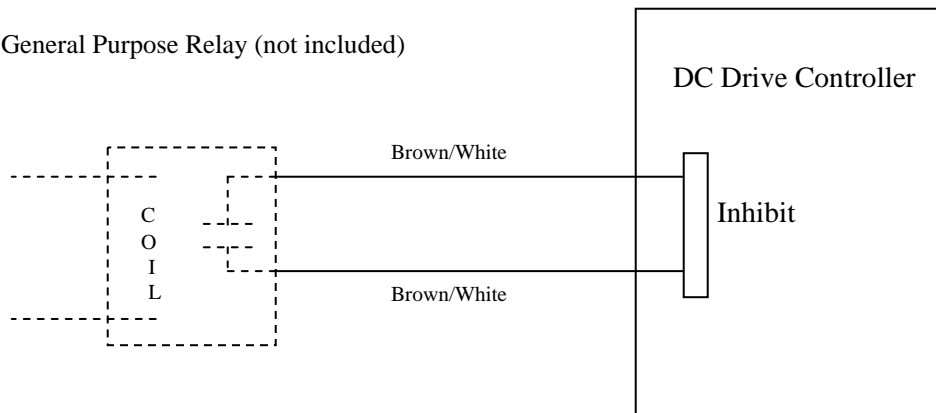 General Purpose Relay (not included)
DC Drive Controller
Brown/White
C
O
I
L
Inhibit
Brown/White